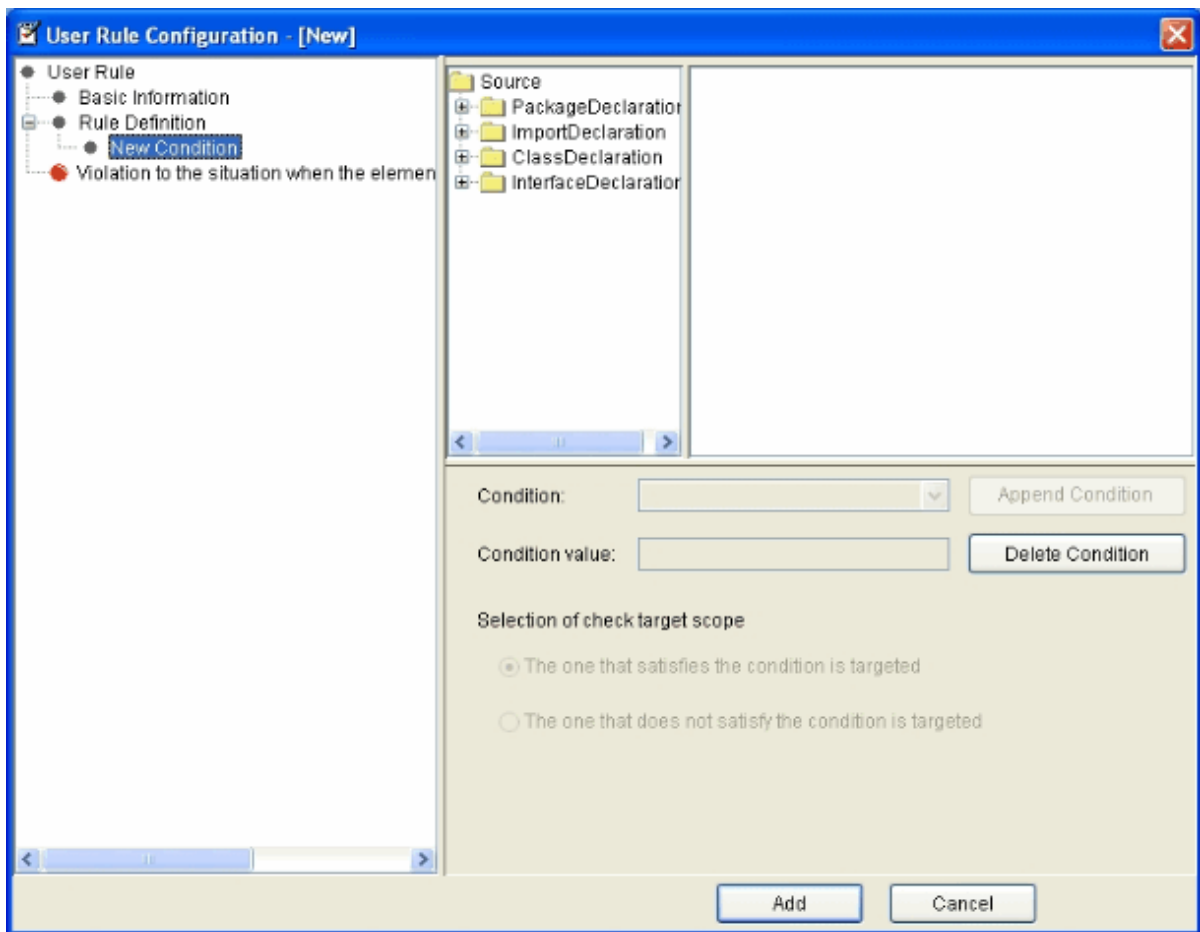 User Rule Configuration - [New]
User Rule
Basic Information
Rule Definition
New Condition
Violation to the situation when the elemen
Source
PackageDeclaration
ImportDeclaration
ClassDeclaration
InterfaceDeclaration
Condition:
Append Condition
Condition value:
Delete Condition
Selection of check target scope
The one that satisfies the condition is targeted
The one that does not satisfy the condition is targeted
Add
Cancel